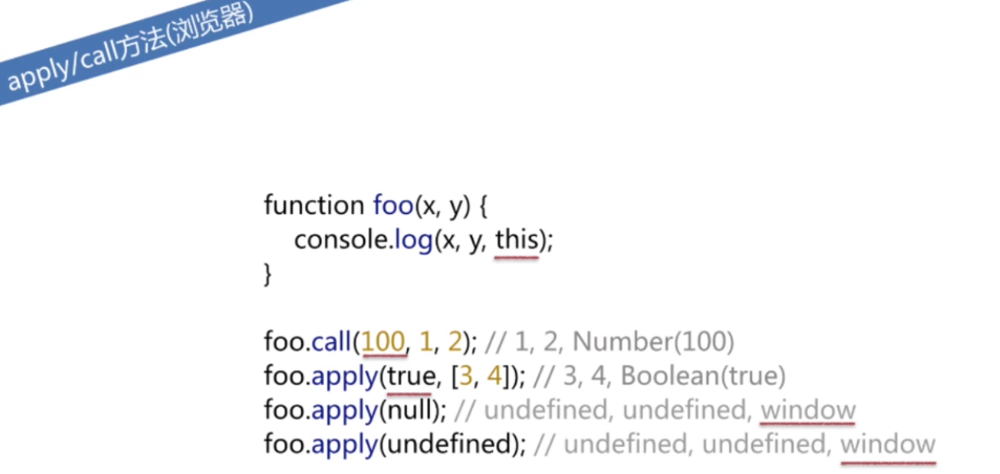 apply/call方法(浏览器)
function foo(x, y) {
console.log(x, y, this);
}
foo.call(100, 1, 2); // 1, 2, Number(100)
foo.apply(true, [3, 4]); // 3, 4, Boolean(true)
foo.apply(null); // undefined, undefined, window
foo.apply(undefined); // undefined, undefined, window